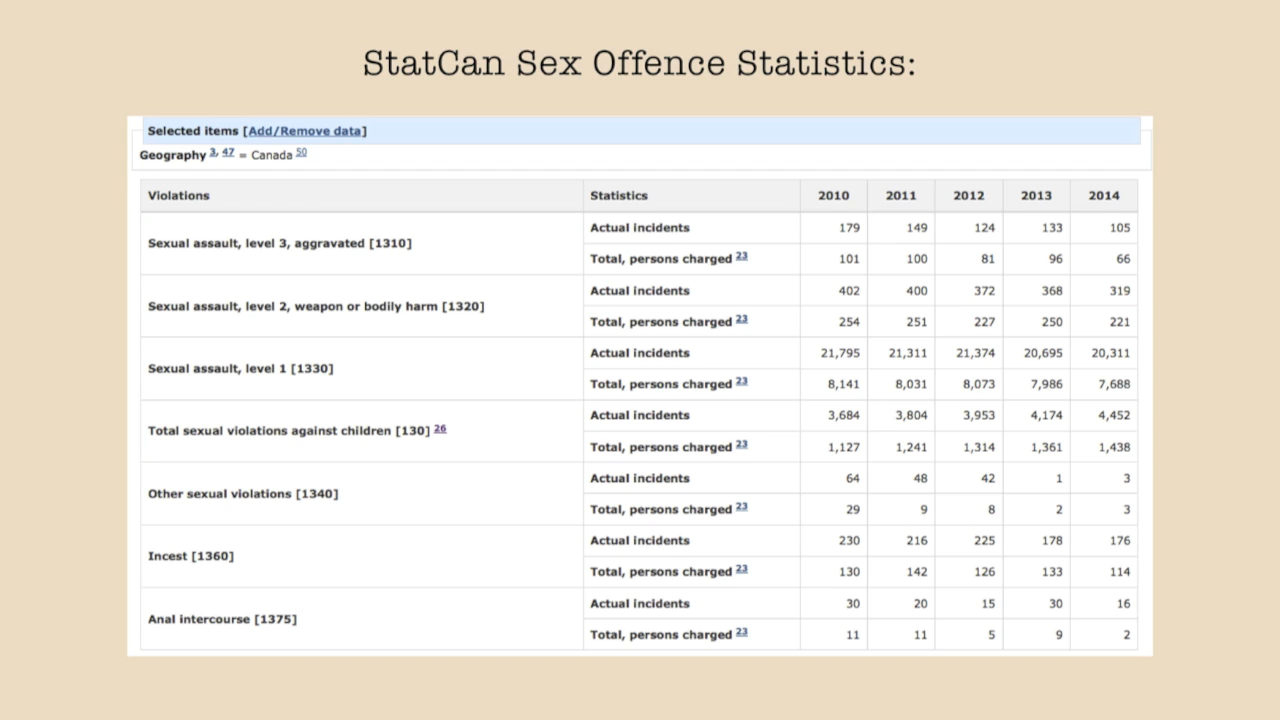 StatCan Sex Offence Statistics:
Selected items [Add/Remove data]
Geography 3, 47 = Canada 50
Violations Statistics 2010 2011 2012 2013 2014
Sexual assault, level 3, aggravated [1310]
Actual incidents 179 149 124 133 105
Total, persons charged 23 101 100 81 96 66
Sexual assault, level 2, weapon or bodily harm [1320]
Actual incidents 402 400 372 368 319
Total, persons charged 23 254 251 227 250 221
Sexual assault, level 1 [1330]
Actual incidents 21,795 21,311 21,374 20,695 20,311
Total, persons charged 23 8,141 8,031 8,073 7,986 7,688
Total sexual violations against children [130] 26
Actual incidents 3,684 3,804 3,953 4,174 4,452
Total, persons charged 23 1,127 1,241 1,314 1,361 1,438
Other sexual violations [1340]
Actual incidents 64 48 42 1 3
Total, persons charged 23 29 9 8 2 3
Incest [1360]
Actual incidents 230 216 225 178 176
Total, persons charged 23 130 142 126 133 114
Anal intercourse [1375]
Actual incidents 30 20 15 30 16
Total, persons charged 23 11 11 5 9 2